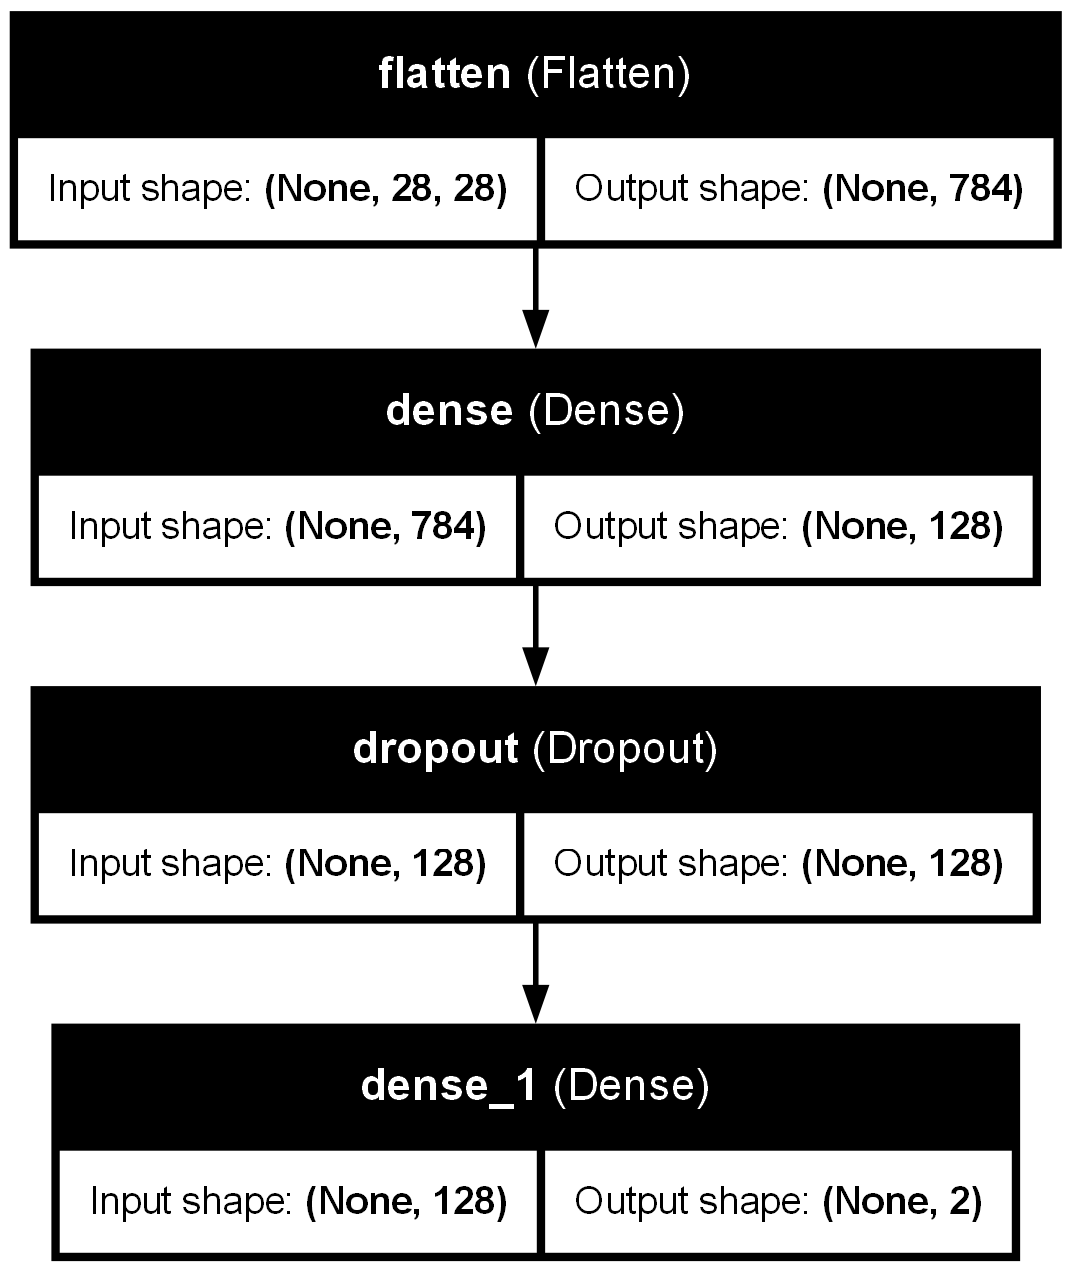 flatten (Flatten)
Input shape: (None, 28, 28) Output shape: (None, 784)
dense (Dense)
Input shape: (None, 784) Output shape: (None, 128)
dropout (Dropout)
Input shape: (None, 128) Output shape: (None, 128)
dense_1 (Dense)
Input shape: (None, 128) Output shape: (None, 2)